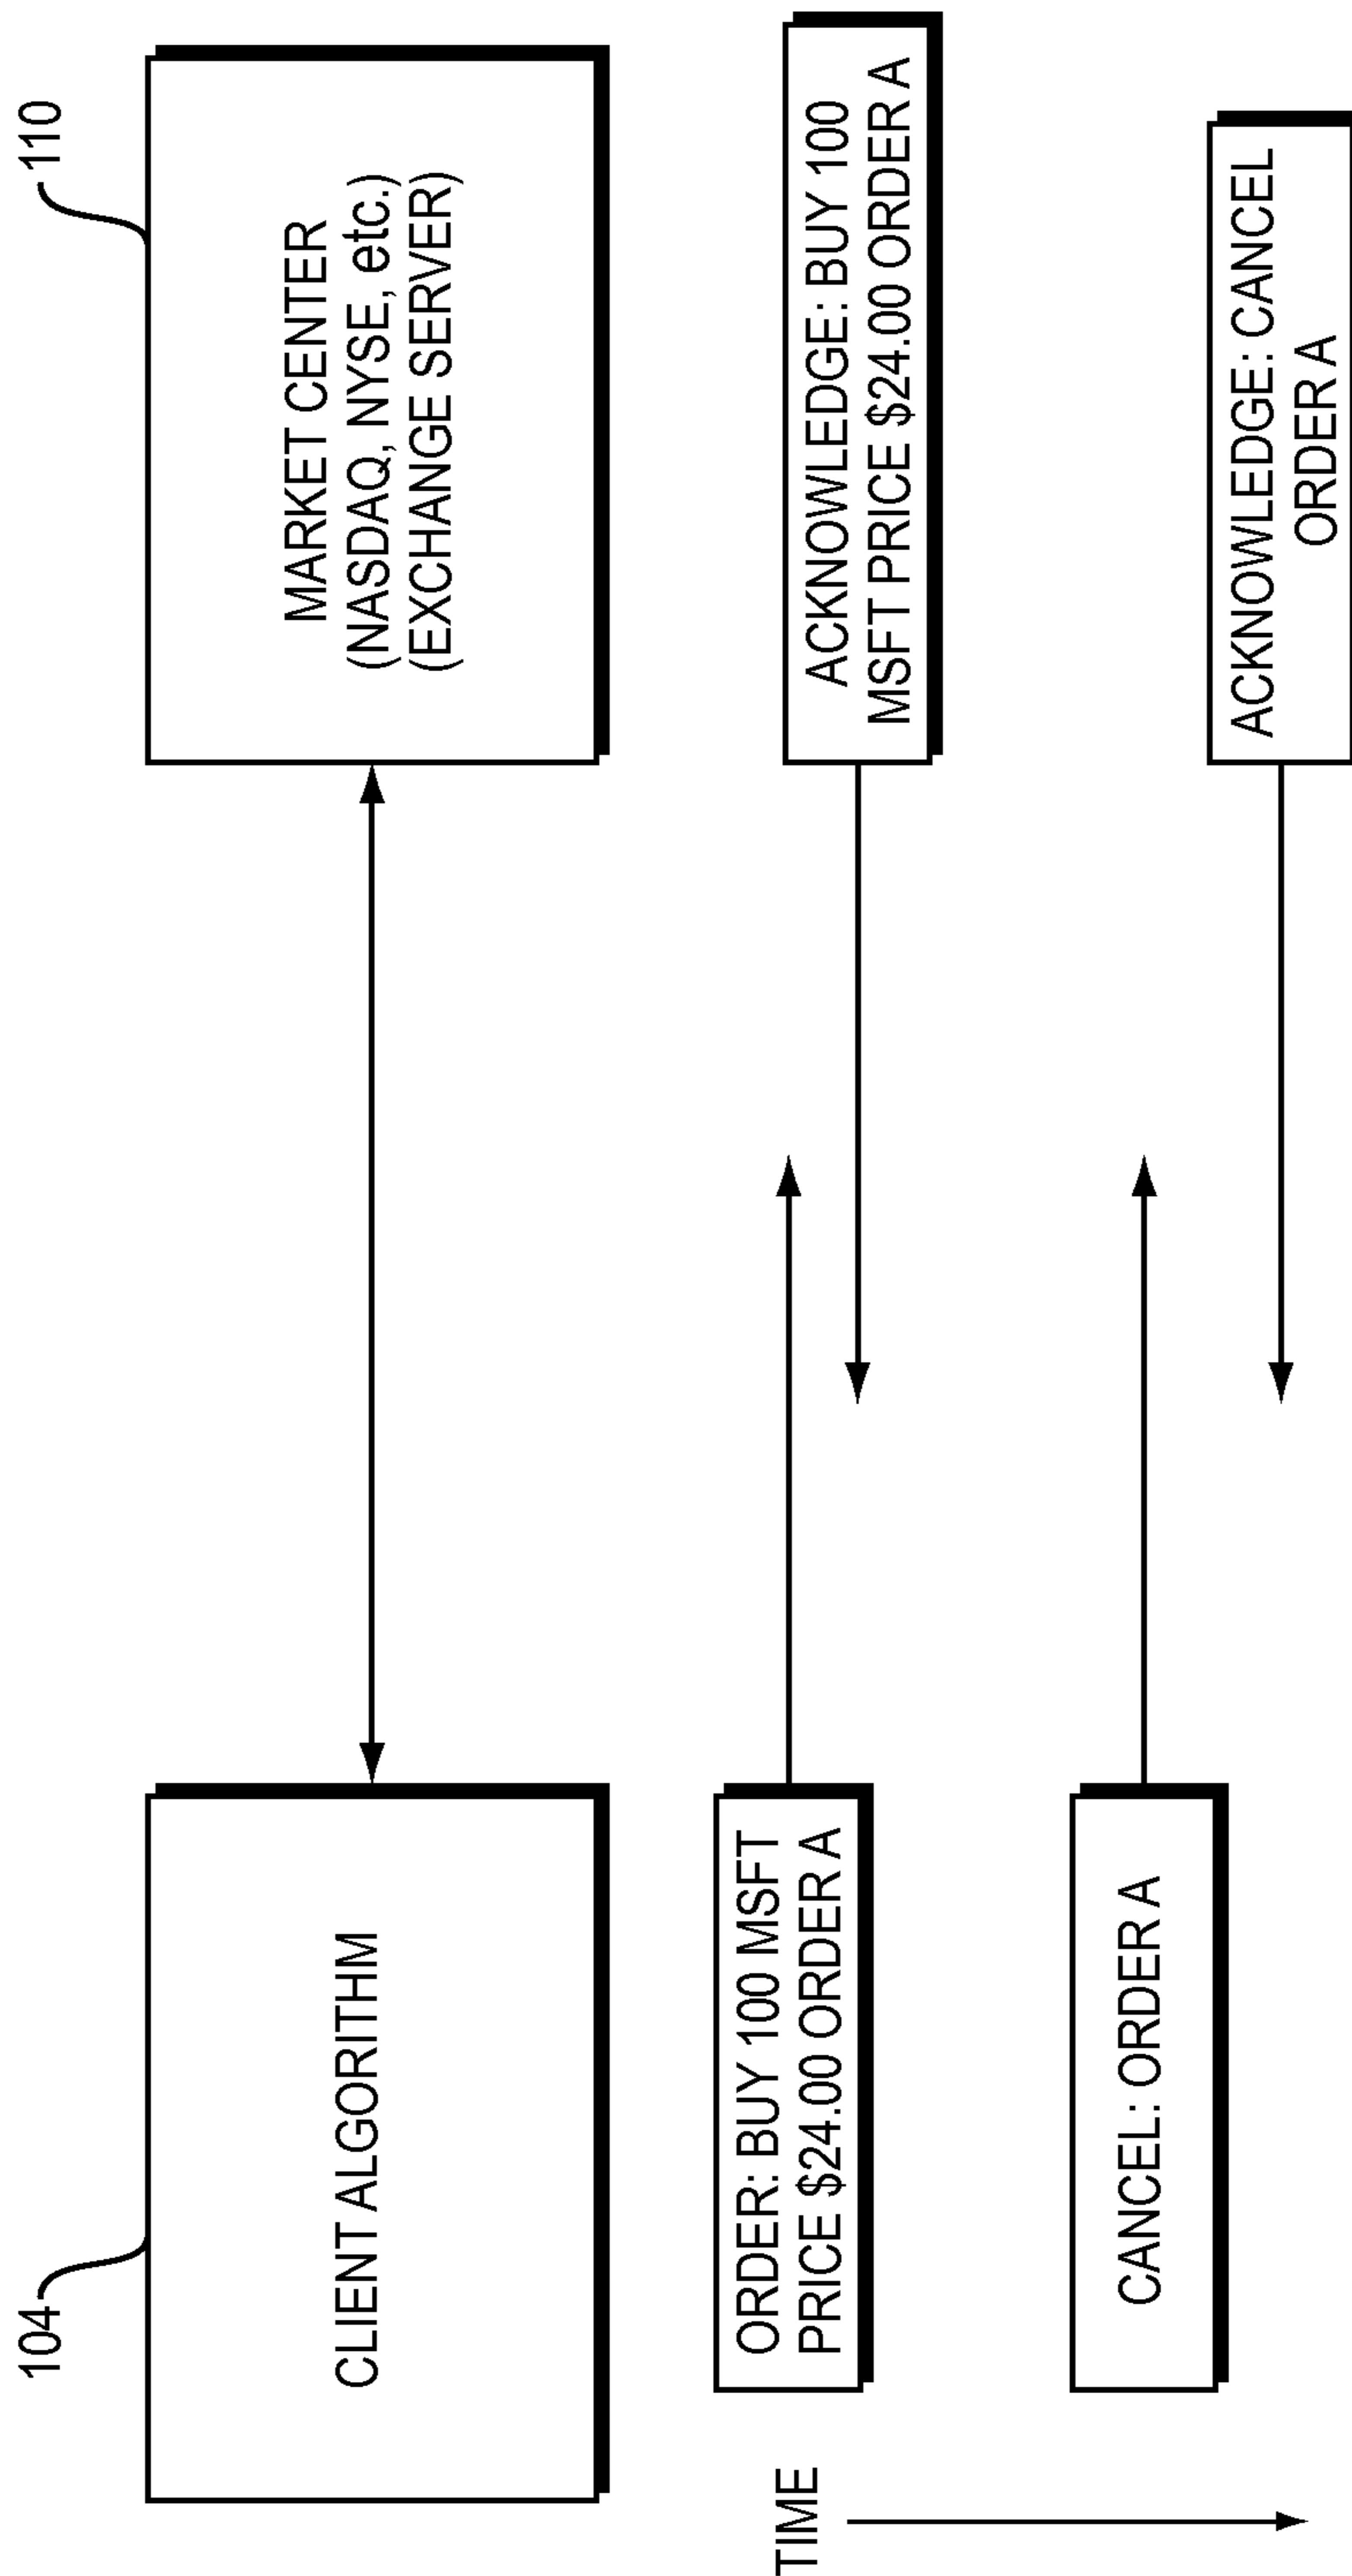 104
CLIENT ALGORITHM
110
MARKET CENTER
(NASDAQ, NYSE, etc.)
(EXCHANGE SERVER)
TIME
ORDER: BUY 100 MSFT
PRICE $24.00 ORDER A
ACKNOWLEDGE: BUY 100
MSFT PRICE $24.00 ORDER A
CANCEL: ORDER A
ACKNOWLEDGE: CANCEL
ORDER A